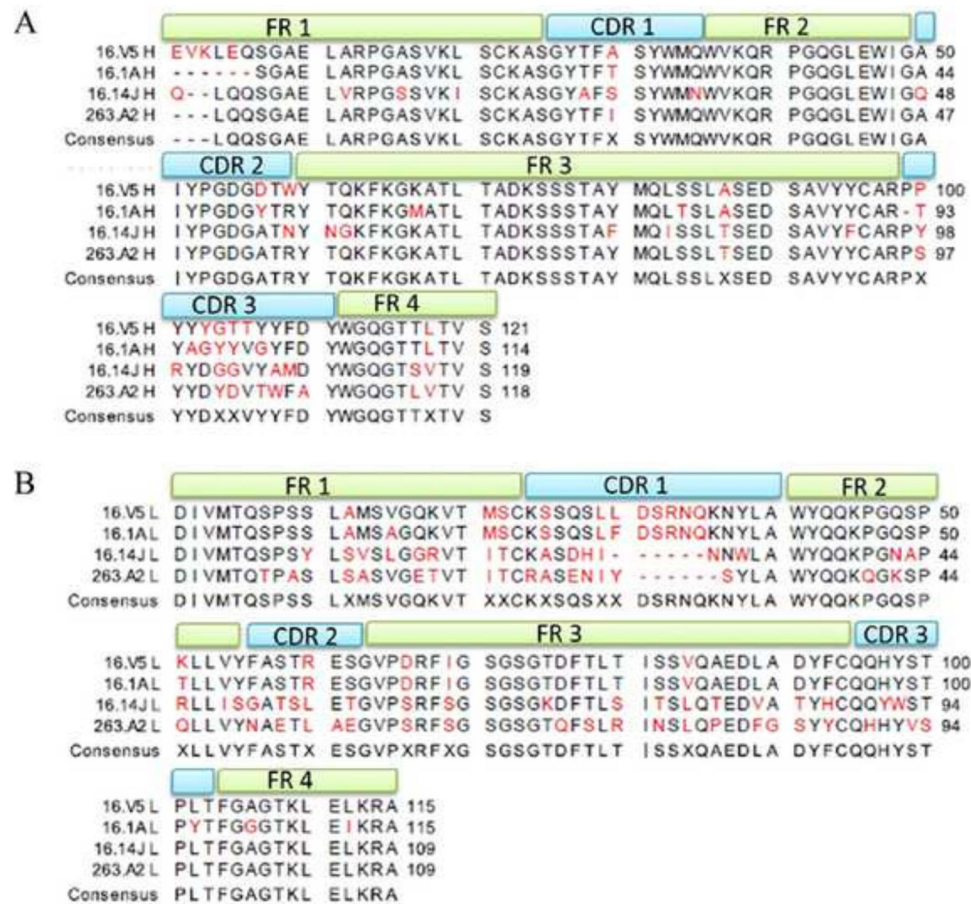 A
FR 1 CDR 1 FR 2
16.V5 H EVKLEQSGAE LARPGASVKL SCKASGYTFA SYWMQWVKQR PGQGLEWIGA 50
16.1A H - - - - - - SGAE LARPGASVKL SCKASGYTFT SYWMQWVKQR PGQGLEWIGA 44
16.14J H Q - - LQQSGAE LVRPGSSVKI SCKASGYAFS SYWMNWVKQR PGQGLEWIGQ 48
263.A2 H - - - LQQSGAE LARPGASVKL SCKASGYTFI SYWMQWVKQR PGQGLEWIGA 47
Consensus - - - LQQSGAE LARPGASVKL SCKASGYTFX SYWMQWVKQR PGQGLEWIGA
CDR 2 FR 3
16.V5 H IYPGDGDTWY TQKFKGKATL TADKSSSTAY MQLSSLASED SAVYYCARPP 100
16.1A H IYPGDGYTRY TQKFKGMATL TADKSSSTAY MQLTSLASED SAVYYCAR-T 93
16.14J H IYPGDGATNY NGKFKGKATL TADKSSSTAF MQISSLTSED SAVYFCARPY 98
263.A2 H IYPGDGATRY TQKFKGKATL TADKSSSTAY MQLSSLTSED SAVYYCARPS 97
Consensus IYPGDGATRY TQKFKGKATL TADKSSSTAY MQLSSLXSED SAVYYCARPX
CDR 3 FR 4
16.V5 H YYYGTTYYFD YWGQGTTLTV S 121
16.1A H YAGYYVGYFD YWGQGTTLTV S 114
16.14J H RYDGGVYAMD YWGQGTSVTV S 119
263.A2 H YYDYDVTWFA YWGQGTLVTV S 118
Consensus YYDXXVYYFD YWGQGTTXTV S
B
FR 1 CDR 1 FR 2
16.V5 L DIVMTQSPSS LAMSVGQKVT MSCKSSQSLL DSRNQKNYLA WYQQKPGQSP 50
16.1A L DIVMTQSPSS LAMSAGQKVT MSCKSSQSLF DSRNQKNYLA WYQQKPGQSP 50
16.14J L DIVMTQSPSY LSVSLGGRVT ITCKASDHI- - - - - - NNWLA WYQQKPGNAP 44
263.A2 L DIVMTQTPAS LSASVGETVT ITCRASENIY - - - - - - SYLA WYQQKQGKSP 44
Consensus DIVMTQSPSS LXMSVGQKVT XXCKXSQSXX DSRNQKNYLA WYQQKPGQSP
CDR 2 FR 3 CDR 3
16.V5 L KLLVYFASTR ESGVPDRFIG SGSGTDFTLT ISSVQAEDLA DYFCQQHYST 100
16.1A L TLLVYFASTR ESGVPDRFIG SGSGTDFTLT ISSVQAEDLA DYFCQQHYST 100
16.14J L RLLISGATSL ETGVPSRFSG SGSGKDFTLS ITSLQTEDVA TYHCQQYWST 94
263.A2 L QLLVYNAETL AEGVPSRFSG SGSGTQFSLR INSLQPEDFG SYYCQHHYVS 94
Consensus XLLVYFASTX ESGVPXRFXG SGSGTDFTLT ISSXQAEDLA DYFCQQHYST
FR 4
16.V5 L PLTFGAGTKL ELKRA 115
16.1A L PYTFGGGTKL EIKRA 115
16.14J L PLTFGAGTKL ELKRA 109
263.A2 L PLTFGAGTKL ELKRA 109
Consensus PLTFGAGTKL ELKRA